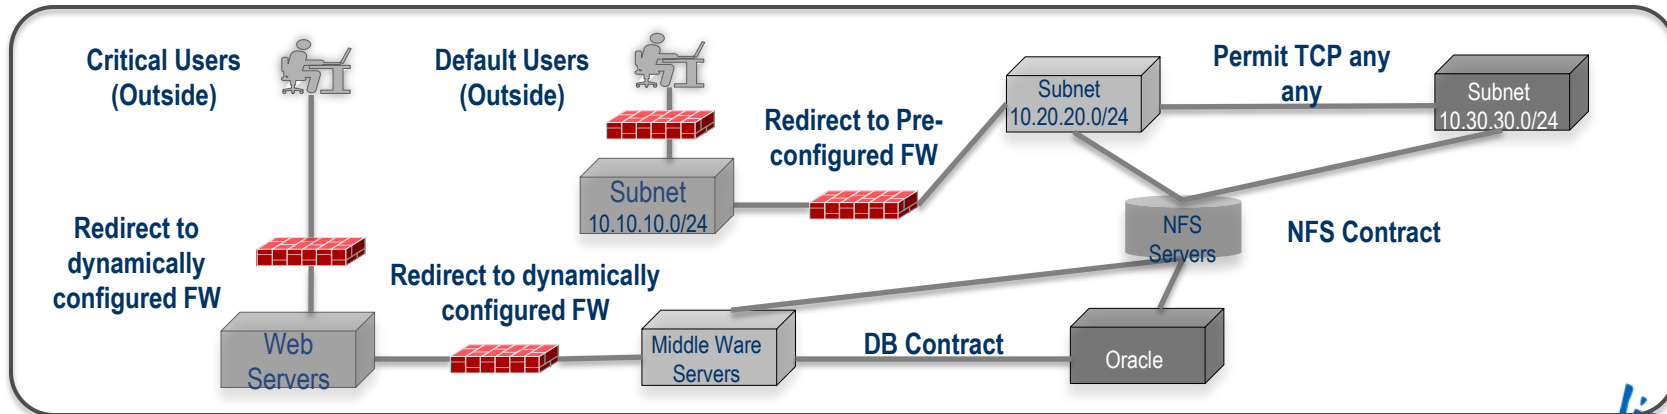 Critical Users
(Outside)
Default Users
(Outside)
Permit TCP any
any
Subnet
10.20.20.0/24
Subnet
10.30.30.0/24
Redirect to Pre-
configured FW
Subnet
10.10.10.0/24
Redirect to
dynamically
configured FW
NFS
Servers
NFS Contract
Redirect to dynamically
configured FW
Web
Servers
Middle Ware
Servers
DB Contract
Oracle